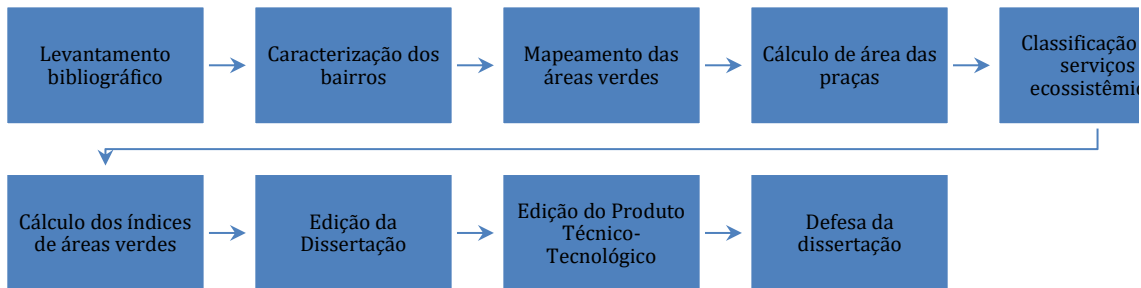 Levantamento
bibliográfico
Caracterização dos
bairros
Mapeamento das
áreas verdes
Cálculo de área das
praças
Classificação
serviços
Cálculo dos índices
de áreas verdes
Edição da
Dissertação
Edição do Produto
Técnico-
Tecnológico
Defesa da
dissertação